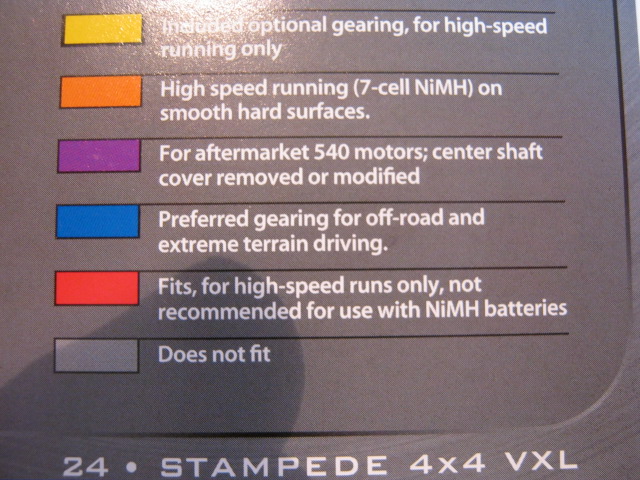 Included optional gearing, for high-speed
running only
High speed running (7-cell NiMH) on
smooth hard surfaces.
For aftermarket 540 motors; center shaft
cover removed or modified
Preferred gearing for off-road and
extreme terrain driving.
Fits, for high-speed runs only, not
recommended for use with NiMH batteries
Does not fit
24 • STAMPEDE 4x4 VXL